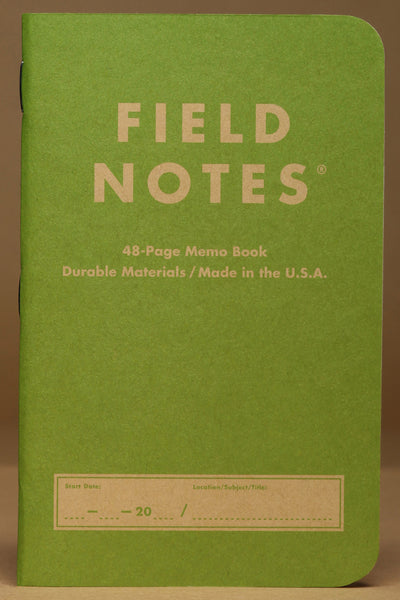 FIELD
NOTES®
48-Page Memo Book
Durable Materials / Made in the U.S.A.
Start Date: Location/Subject/Title:
.... — .... — 20 .... / ..............................